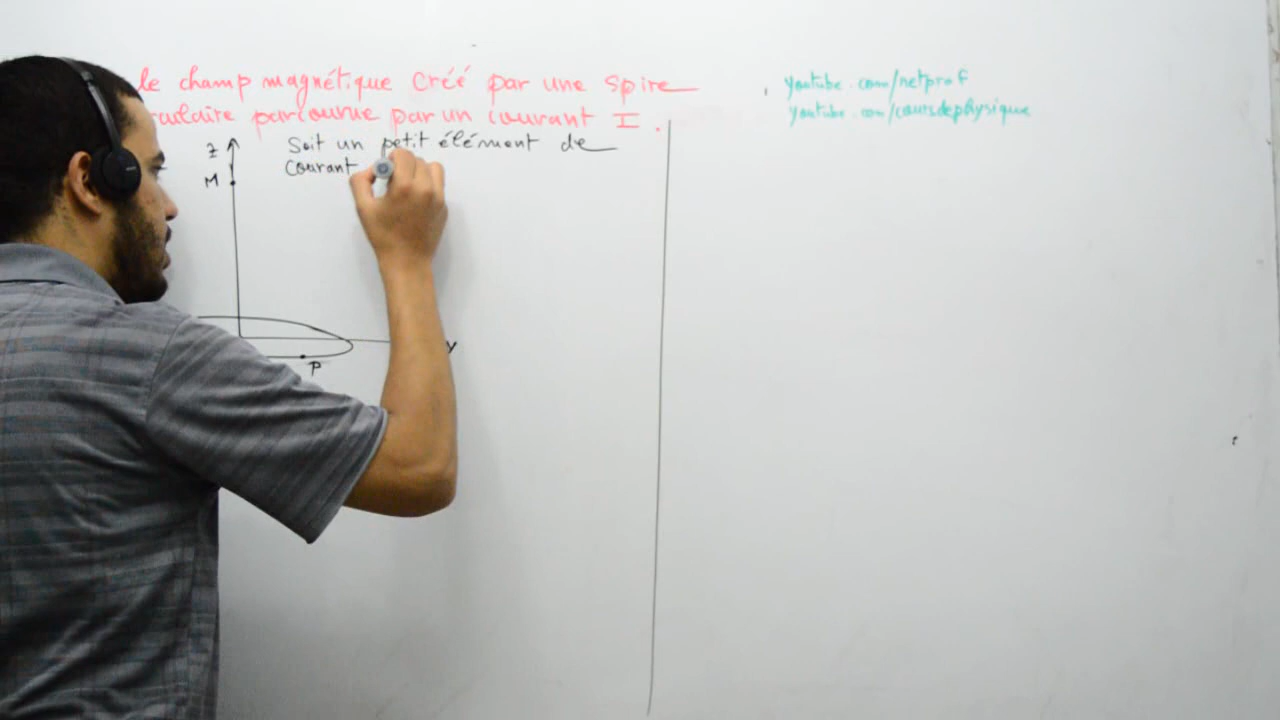 le champ magnétique créé par une spire
culaire parcourue par un courant I.
youtube.com/netprof
youtube.com/coursdephysique
Soit un petit élément de
courant
z
M
y
P